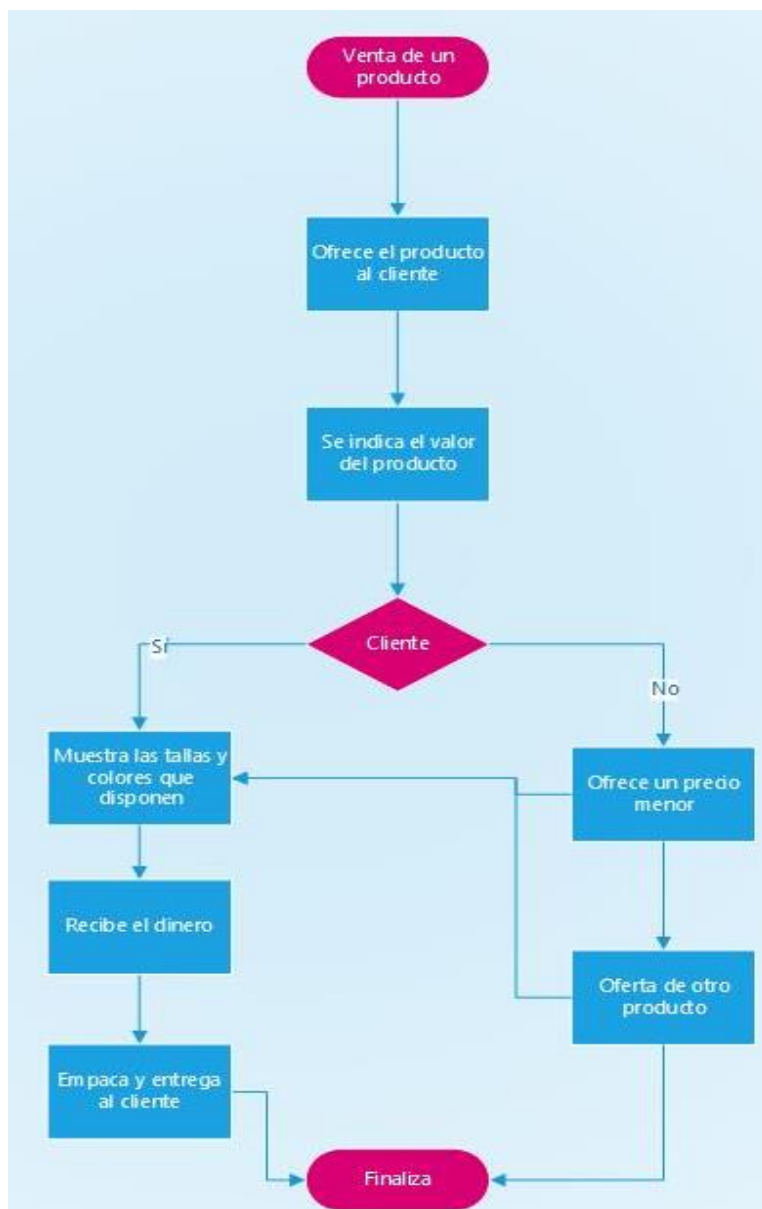 Venta de un
producto
Ofrece el producto
al cliente
Se indica el valor
del producto
Cliente
Sí
No
Muestra las tallas y
colores que
disponen
Ofrece un precio
menor
Recibe el dinero
Oferta de otro
producto
Empaca y entrega
al cliente
Finaliza